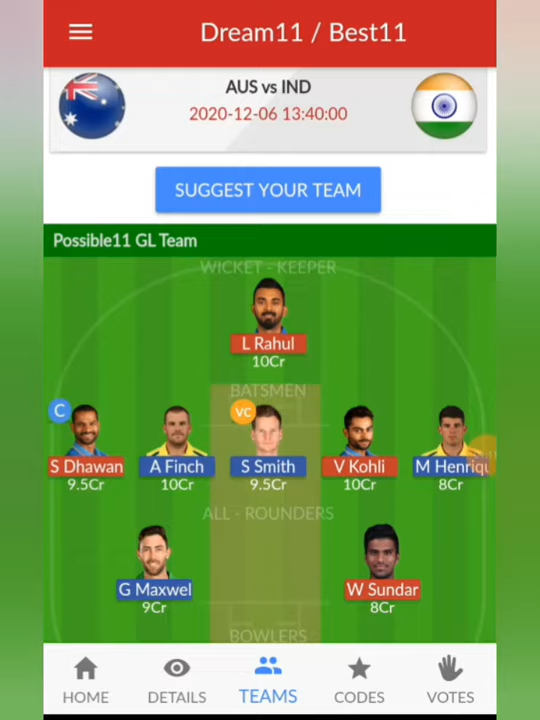 Dream11 / Best11
AUS vs IND
2020-12-06 13:40:00
SUGGEST YOUR TEAM
Possible11 GL Team
WICKET - KEEPER
L Rahul
10Cr
BATSMEN
C
VC
S Dhawan
A Finch
S Smith
V Kohli
M Henriqu
9.5Cr
10Cr
9.5Cr
10Cr
8Cr
ALL - ROUNDERS
G Maxwel
W Sundar
9Cr
8Cr
BOWLERS
HOME
DETAILS
TEAMS
CODES
VOTES